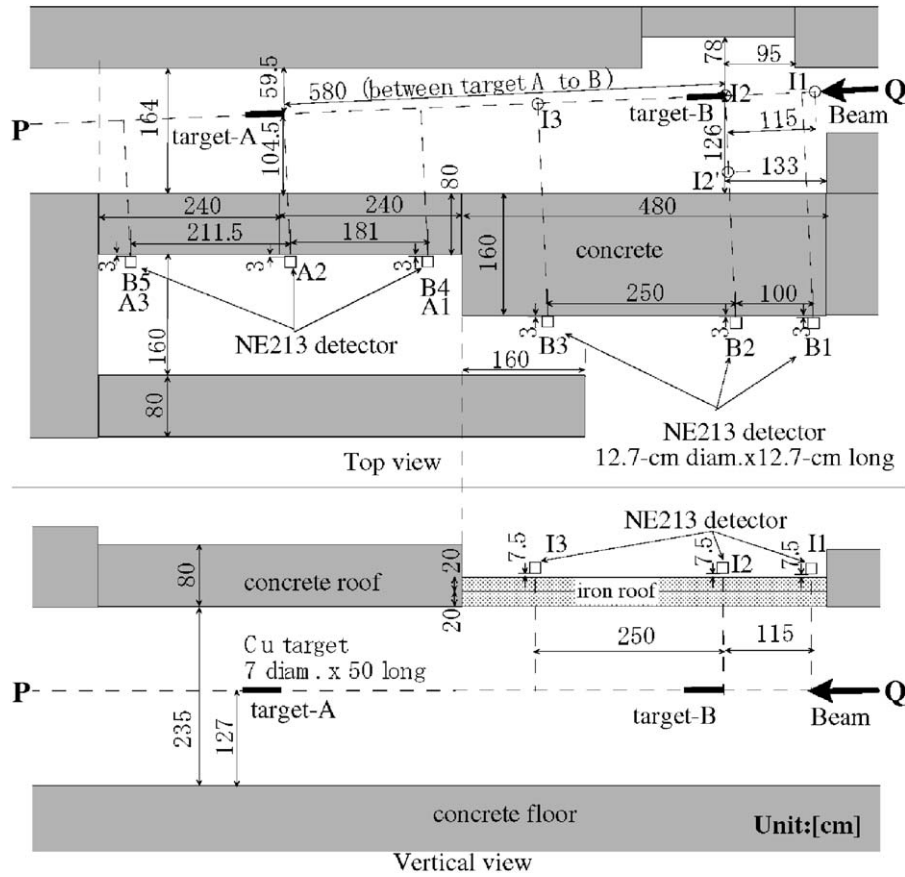 78
95
59.5
580 (between target A to B)
I2
I1
Q
P
164
target-A
I3
target-B
Beam
115
104.5
126
133
I2'
80
240
240
480
211.5
181
160
concrete
3
3
3
B5
A2
B4
A3
A1
250
100
3
3
3
NE213 detector
B3
B2
B1
160
160
80
NE213 detector
12.7-cm diam.x12.7-cm long
Top view
NE213 detector
7.5
I3
7.5
I2
7.5
I1
80
concrete roof
20
iron roof
20
Cu target
7 diam. x 50 long
250
115
P
Q
target-A
target-B
Beam
235
127
concrete floor
Unit:[cm]
Vertical view